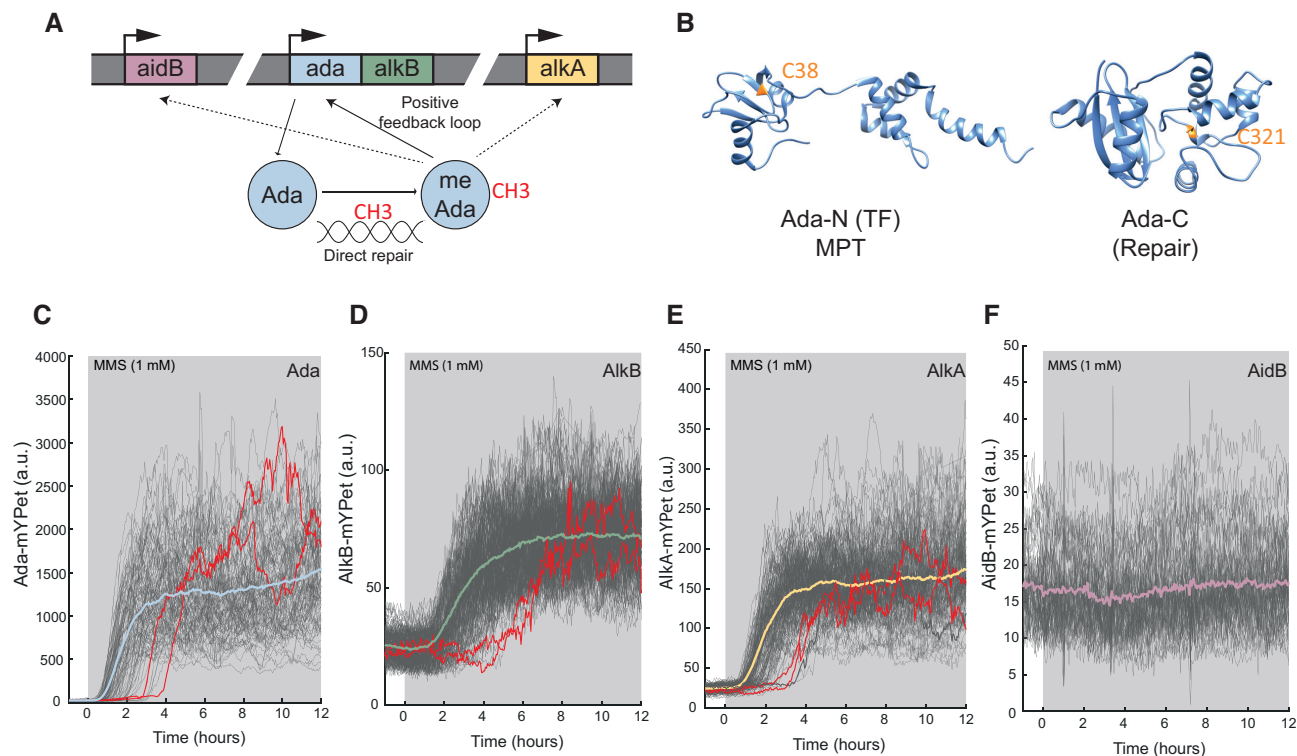 A
aidB
ada
alkB
alkA
Positive
feedback loop
Ada
me
Ada
CH3
CH3
Direct repair
B
C38
C321
Ada-N (TF)
MPT
Ada-C
(Repair)
C
MMS (1 mM)
Ada
Ada-mYPet (a.u.)
4000
3500
3000
2500
2000
1500
1000
500
0
0 2 4 6 8 10 12
Time (hours)
D
MMS (1 mM)
AlkB
AlkB-mYPet (a.u.)
150
100
50
0
0 2 4 6 8 10 12
Time (hours)
E
MMS (1 mM)
AlkA
AlkA-mYPet (a.u.)
450
400
350
300
250
200
150
100
50
0
0 2 4 6 8 10 12
Time (hours)
F
MMS (1 mM)
AidB
AidB-mYPet (a.u.)
50
45
40
35
30
25
20
15
10
5
0
0 2 4 6 8 10 12
Time (hours)